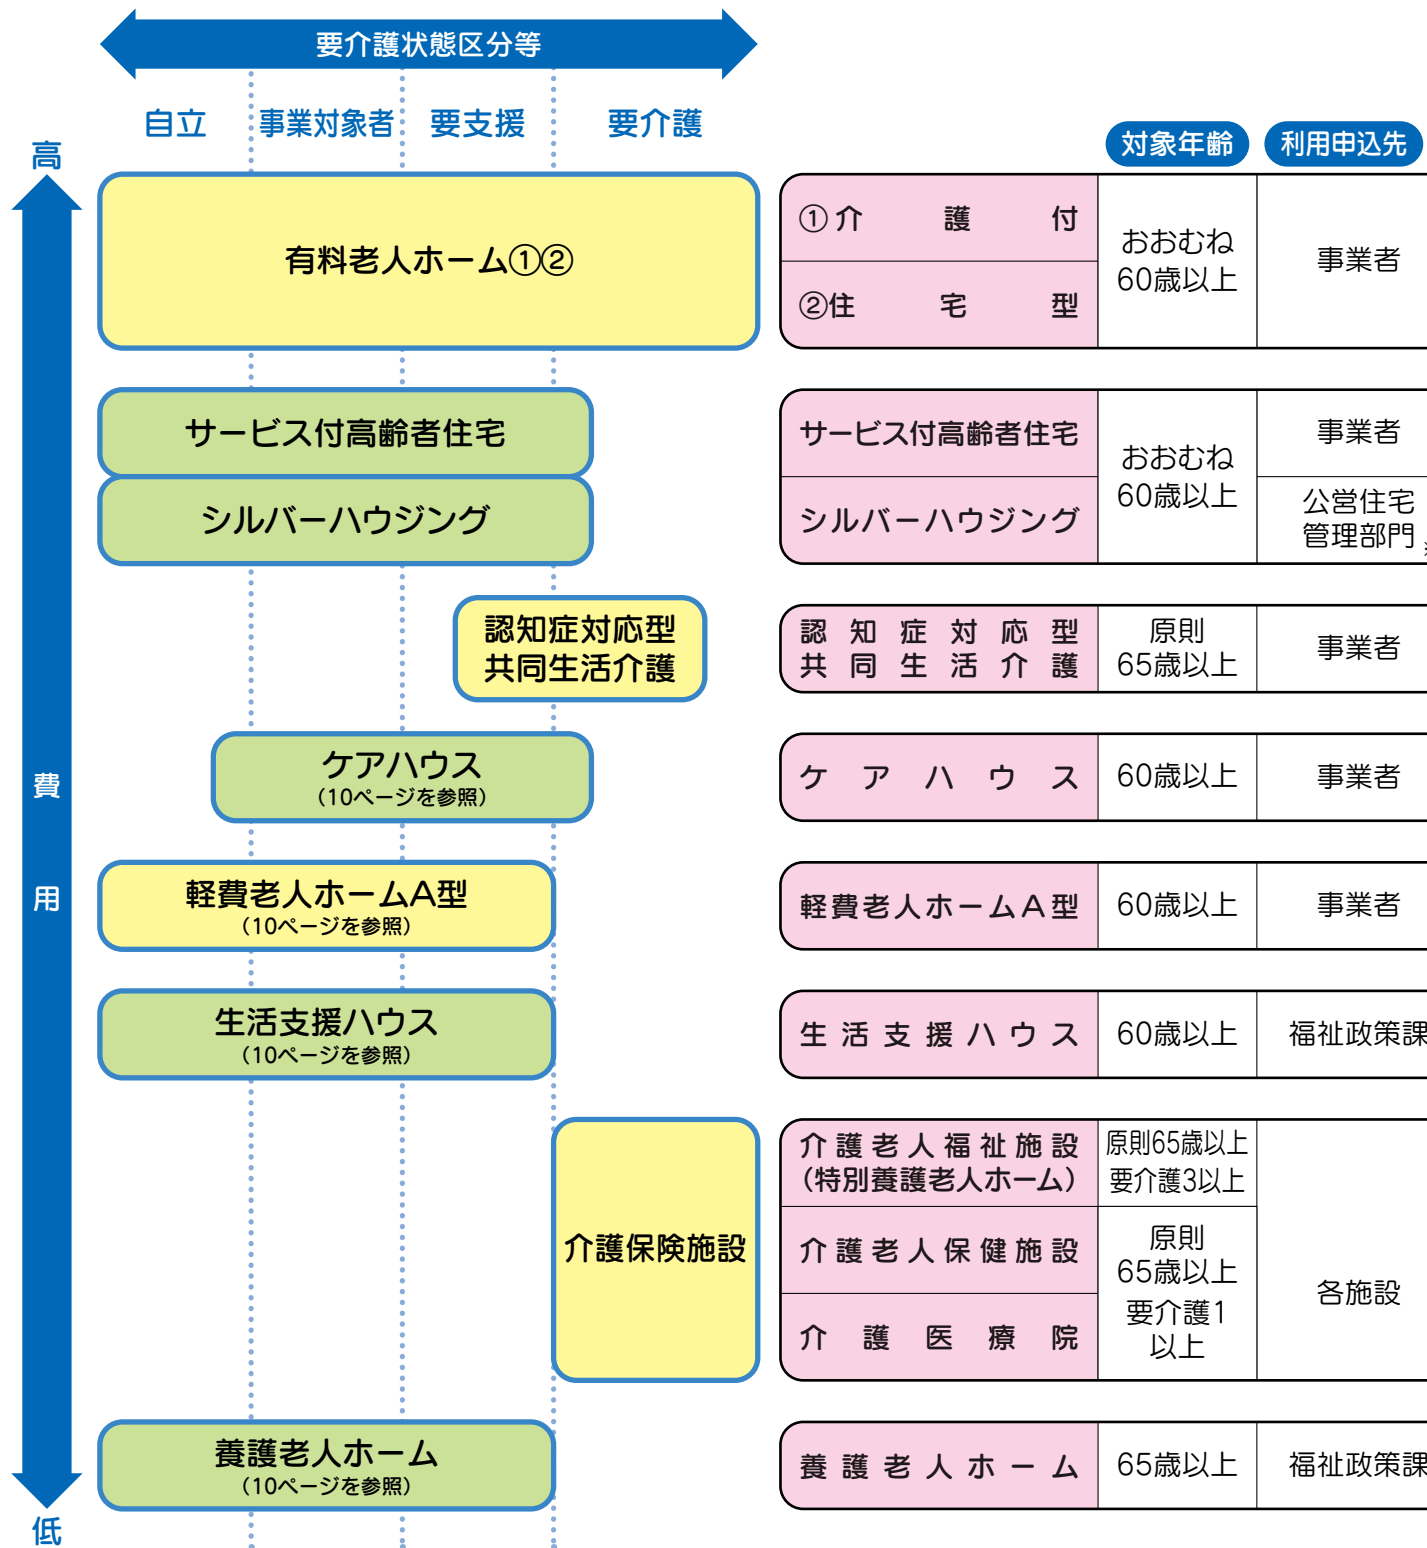 要介護状態区分等
自立 事業対象者 要支援 要介護
高
費用
低
対象年齢 利用申込先
有料老人ホーム①②
①介護付
②住宅型
おおむね
60歳以上
事業者
サービス付高齢者住宅
シルバーハウジング
サービス付高齢者住宅
シルバーハウジング
おおむね
60歳以上
事業者
公営住宅
管理部門
認知症対応型
共同生活介護
認知症対応型
共同生活介護
原則
65歳以上
事業者
ケアハウス
(10ページを参照)
ケアハウス
60歳以上
事業者
軽費老人ホームA型
(10ページを参照)
軽費老人ホームA型
60歳以上
事業者
生活支援ハウス
(10ページを参照)
生活支援ハウス
60歳以上
福祉政策課
介護保険施設
介護老人福祉施設
(特別養護老人ホーム)
原則65歳以上
要介護3以上
介護老人保健施設
介護医療院
原則
65歳以上
要介護1
以上
各施設
養護老人ホーム
(10ページを参照)
養護老人ホーム
65歳以上
福祉政策課